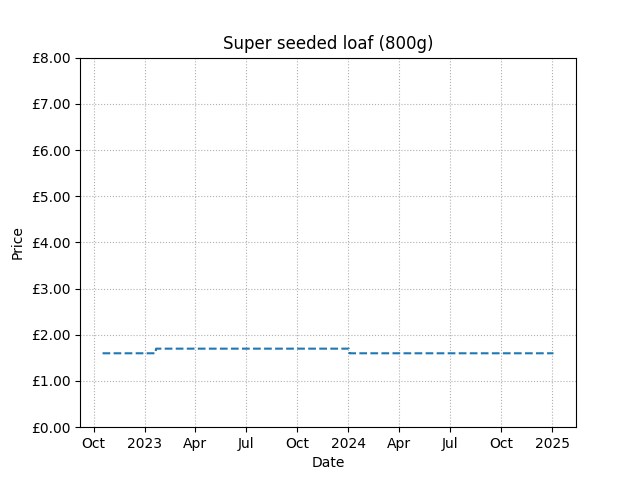 Super seeded loaf (800g)
£8.00
£7.00
£6.00
£5.00
£4.00
£3.00
£2.00
£1.00
£0.00
Price
Oct 2023 Apr Jul Oct 2024 Apr Jul Oct 2025
Date